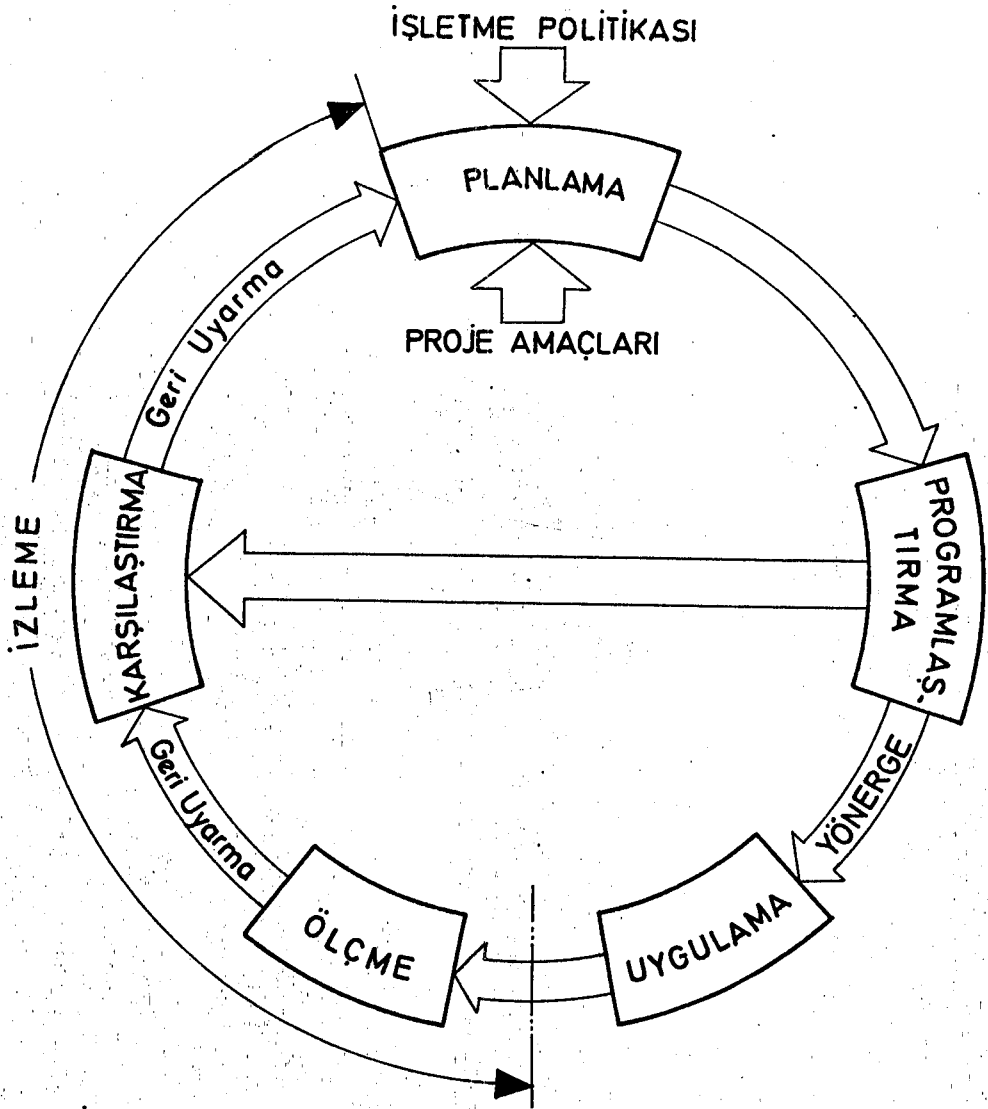 İŞLETME POLİTİKASI
PLANLAMA
PROJE AMAÇLARI
PROGRAMLAŞ-
TIRMA
YÖNERGE
UYGULAMA
ÖLÇME
Geri Uyarma
KARŞILAŞTIRMA
Geri Uyarma
İZLEME